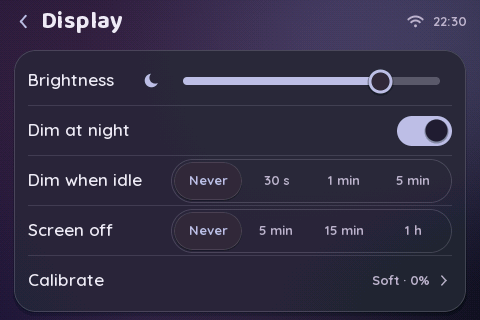 Display 22:30
Brightness
Dim at night
Dim when idle Never 30 s 1 min 5 min
Screen off Never 5 min 15 min 1 h
Calibrate Soft · 0%